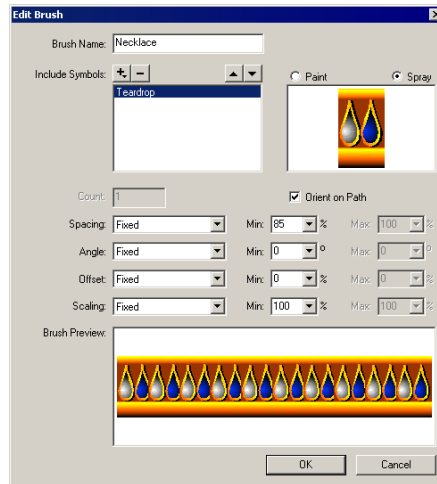 Edit Brush
Brush Name: Necklace
Include Symbols:
Paint Spray
Teardrop
Count: 1 Orient on Path
Spacing: Fixed Min: 85 % Max: 100 %
Angle: Fixed Min: 0 ° Max: 0 °
Offset: Fixed Min: 0 % Max: 0 %
Scaling: Fixed Min: 100 % Max: 100 %
Brush Preview:
OK Cancel